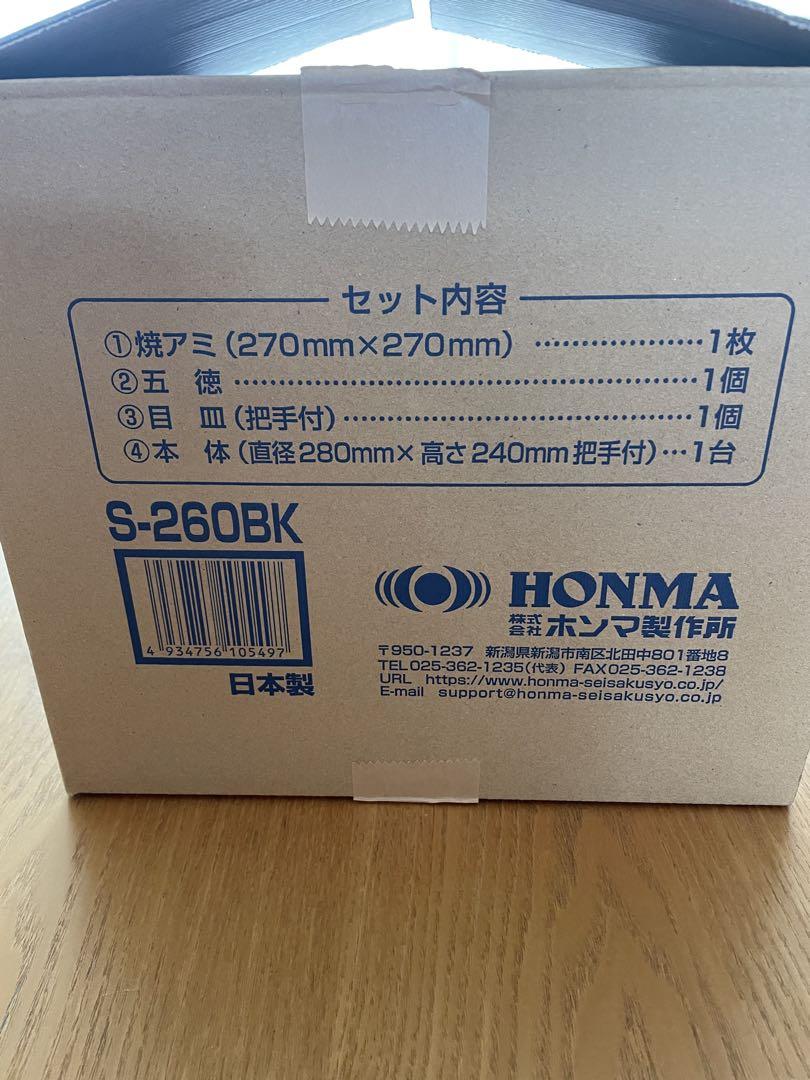 セット内容
①焼アミ(270mm×270mm) ………………1枚
②五　徳……………………………………………1個
③目　皿(把手付)…………………………………1個
④本　体(直径280mm×高さ240mm把手付)…1台
S-260BK
4 934756 105497
日本製
HONMA
株式会社ホンマ製作所
〒950-1237　新潟県新潟市南区北田中801番地8
TEL025-362-1235(代表) FAX025-362-1238
URL　https://www.honma-seisakusyo.co.jp/
E-mail　support@honma-seisakusyo.co.jp